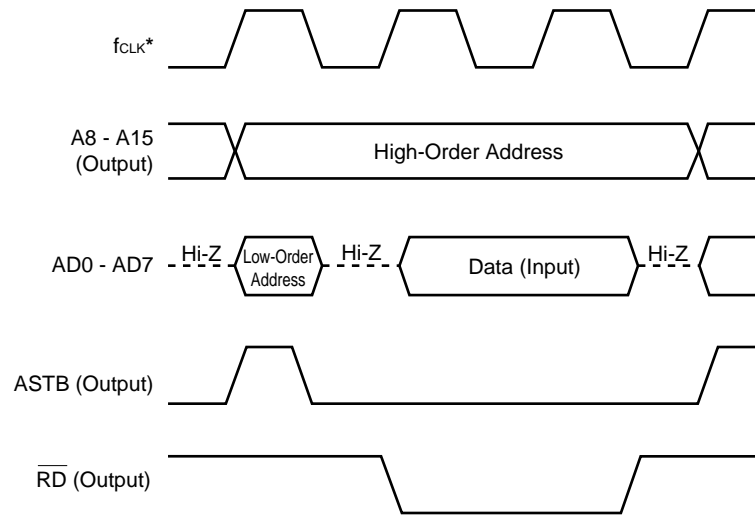 fCLK*
A8 - A15
(Output)
High-Order Address
AD0 - AD7
Hi-Z
Low-Order
Address
Hi-Z
Data (Input)
Hi-Z
ASTB (Output)
RD (Output)